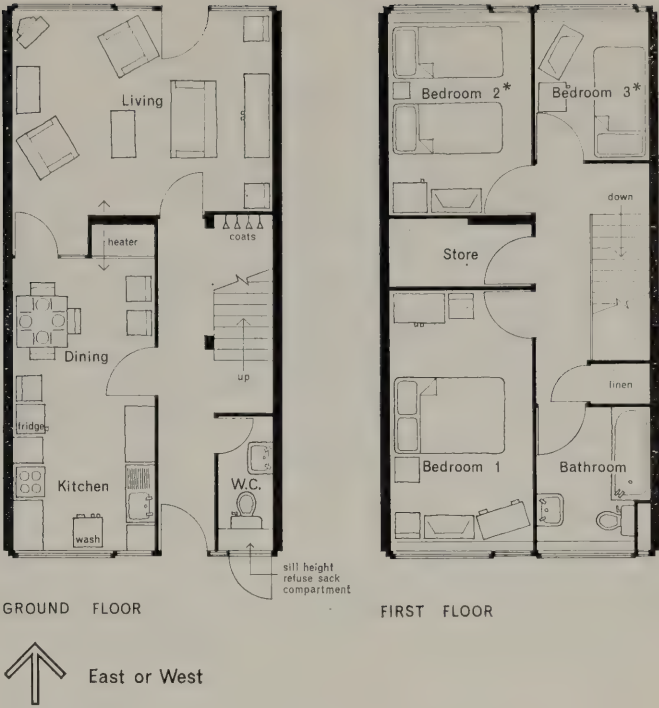 Living
heater
coats
Dining
up
fridge
Kitchen
W.C.
wash
sill height
refuse sack
compartment
GROUND FLOOR
Bedroom 2*
Bedroom 3*
down
Store
linen
Bedroom 1
Bathroom
FIRST FLOOR
East or West